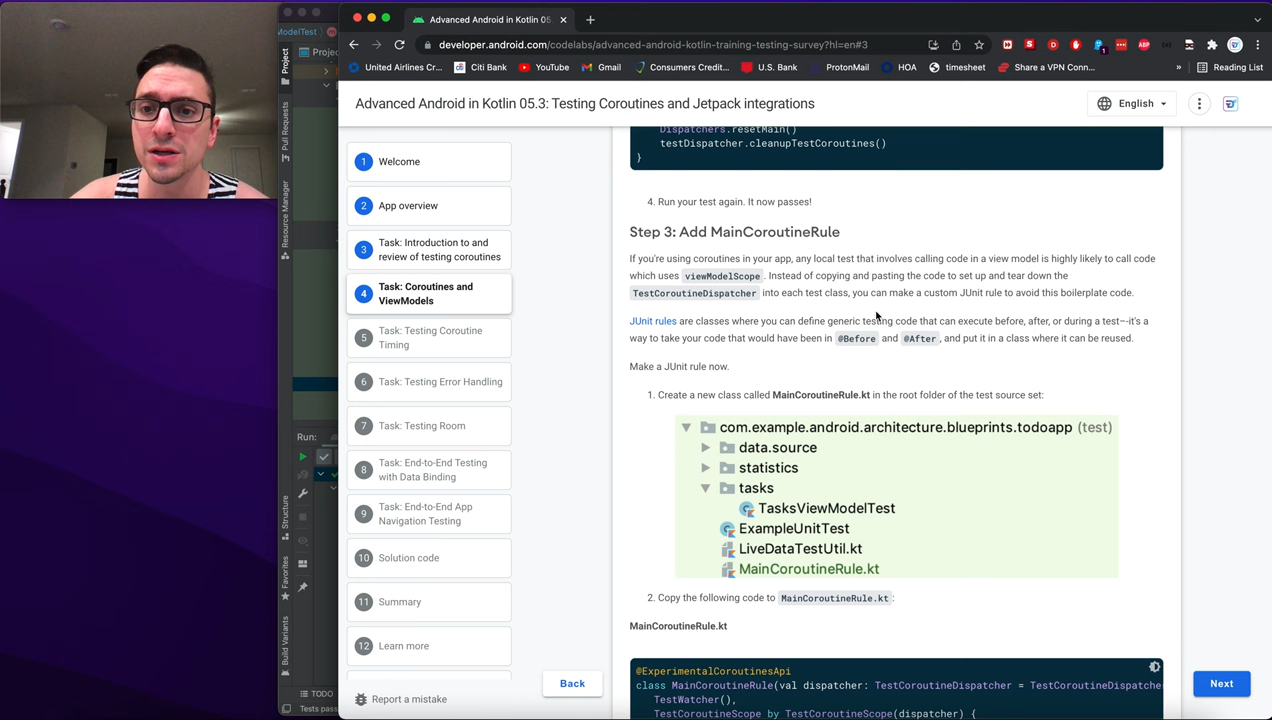 Advanced Android in Kotlin 05.
developer.android.com/codelabs/advanced-android-kotlin-training-testing-survey?hl=en#3
United Airlines Cr...
Citi Bank
YouTube
Gmail
Consumers Credit...
U.S. Bank
ProtonMail
HOA
timesheet
Share a VPN Conn...
»
Reading List
ModelTest
Project
Pull Requests
Resource Manager
Structure
Favorites
Build Variants
Run:
TODO
Tests pass
Advanced Android in Kotlin 05.3: Testing Coroutines and Jetpack integrations
English
1 Welcome
2 App overview
3 Task: Introduction to and
review of testing coroutines
4 Task: Coroutines and
ViewModels
5 Task: Testing Coroutine
Timing
6 Task: Testing Error Handling
7 Task: Testing Room
8 Task: End-to-End Testing
with Data Binding
9 Task: End-to-End App
Navigation Testing
10 Solution code
11 Summary
12 Learn more
Report a mistake
Dispatchers.resetMain()
testDispatcher.cleanupTestCoroutines()
}
4. Run your test again. It now passes!
Step 3: Add MainCoroutineRule
If you're using coroutines in your app, any local test that involves calling code in a view model is highly likely to call code
which uses viewModelScope. Instead of copying and pasting the code to set up and tear down the
TestCoroutineDispatcher into each test class, you can make a custom JUnit rule to avoid this boilerplate code.
JUnit rules are classes where you can define generic testing code that can execute before, after, or during a test–-it's a
way to take your code that would have been in @Before and @After, and put it in a class where it can be reused.
Make a JUnit rule now.
1. Create a new class called MainCoroutineRule.kt in the root folder of the test source set:
com.example.android.architecture.blueprints.todoapp (test)
data.source
statistics
tasks
TasksViewModelTest
ExampleUnitTest
LiveDataTestUtil.kt
MainCoroutineRule.kt
2. Copy the following code to MainCoroutineRule.kt:
MainCoroutineRule.kt
@ExperimentalCoroutinesApi
class MainCoroutineRule(val dispatcher: TestCoroutineDispatcher = TestCoroutineDispatcher
TestWatcher(),
TestCoroutineScope by TestCoroutineScope(dispatcher) {
Back
Next